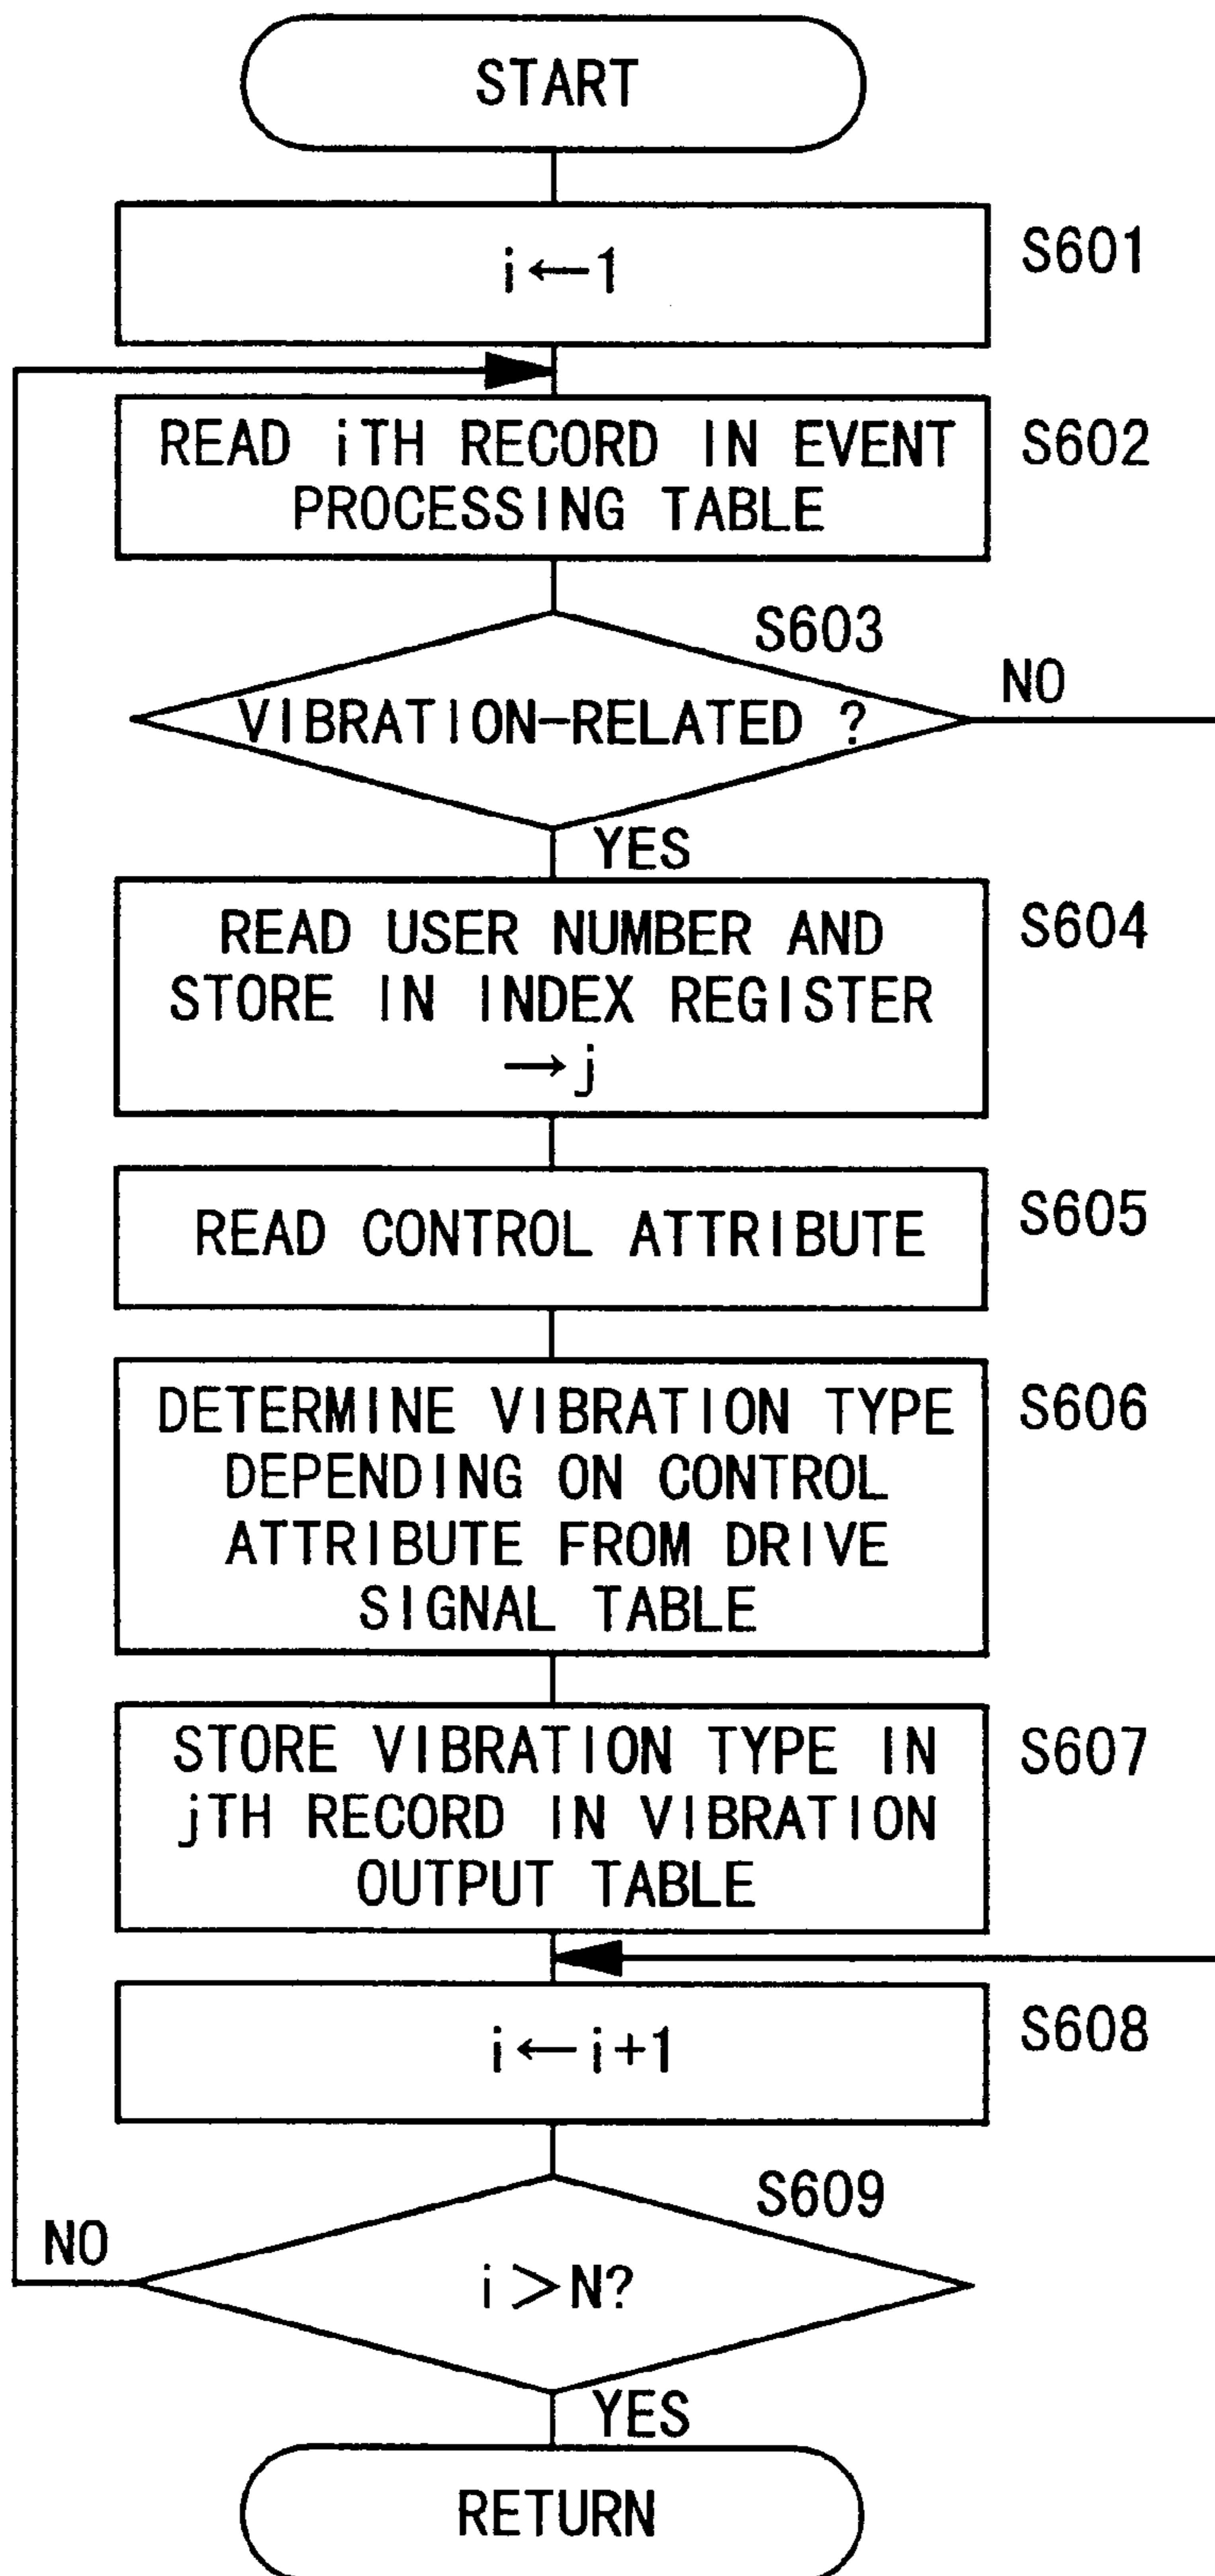 START
i←1
S601
READ iTH RECORD IN EVENT
PROCESSING TABLE
S602
S603
VIBRATION-RELATED ?
NO
YES
READ USER NUMBER AND
STORE IN INDEX REGISTER
→j
S604
READ CONTROL ATTRIBUTE
S605
DETERMINE VIBRATION TYPE
DEPENDING ON CONTROL
ATTRIBUTE FROM DRIVE
SIGNAL TABLE
S606
STORE VIBRATION TYPE IN
jTH RECORD IN VIBRATION
OUTPUT TABLE
S607
i←i+1
S608
S609
NO
i>N?
YES
RETURN